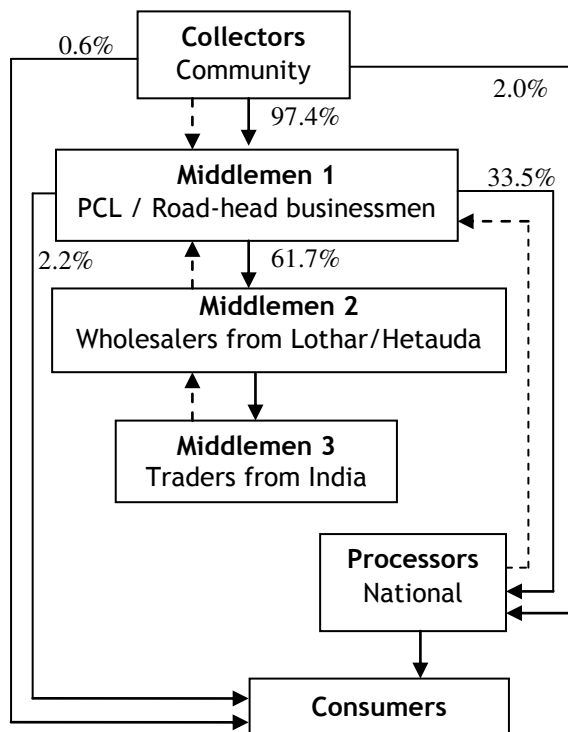 Collectors
Community
0.6%
2.0%
97.4%
Middlemen 1
PCL / Road-head businessmen
33.5%
2.2%
61.7%
Middlemen 2
Wholesalers from Lothar/Hetauda
Middlemen 3
Traders from India
Processors
National
Consumers